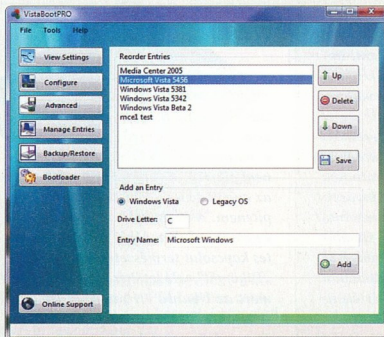 VistaBootPRO
File Tools Help
View Settings
Configure
Advanced
Manage Entries
Backup/Restore
Bootloader
Online Support
Reorder Entries
Media Center 2005
Microsoft Vista 5456
Windows Vista 5381
Windows Vista 5342
Windows Vista Beta 2
mce1 test
Up
Delete
Down
Save
Add an Entry
Windows Vista Legacy OS
Drive Letter: C
Entry Name: Microsoft Windows
Add